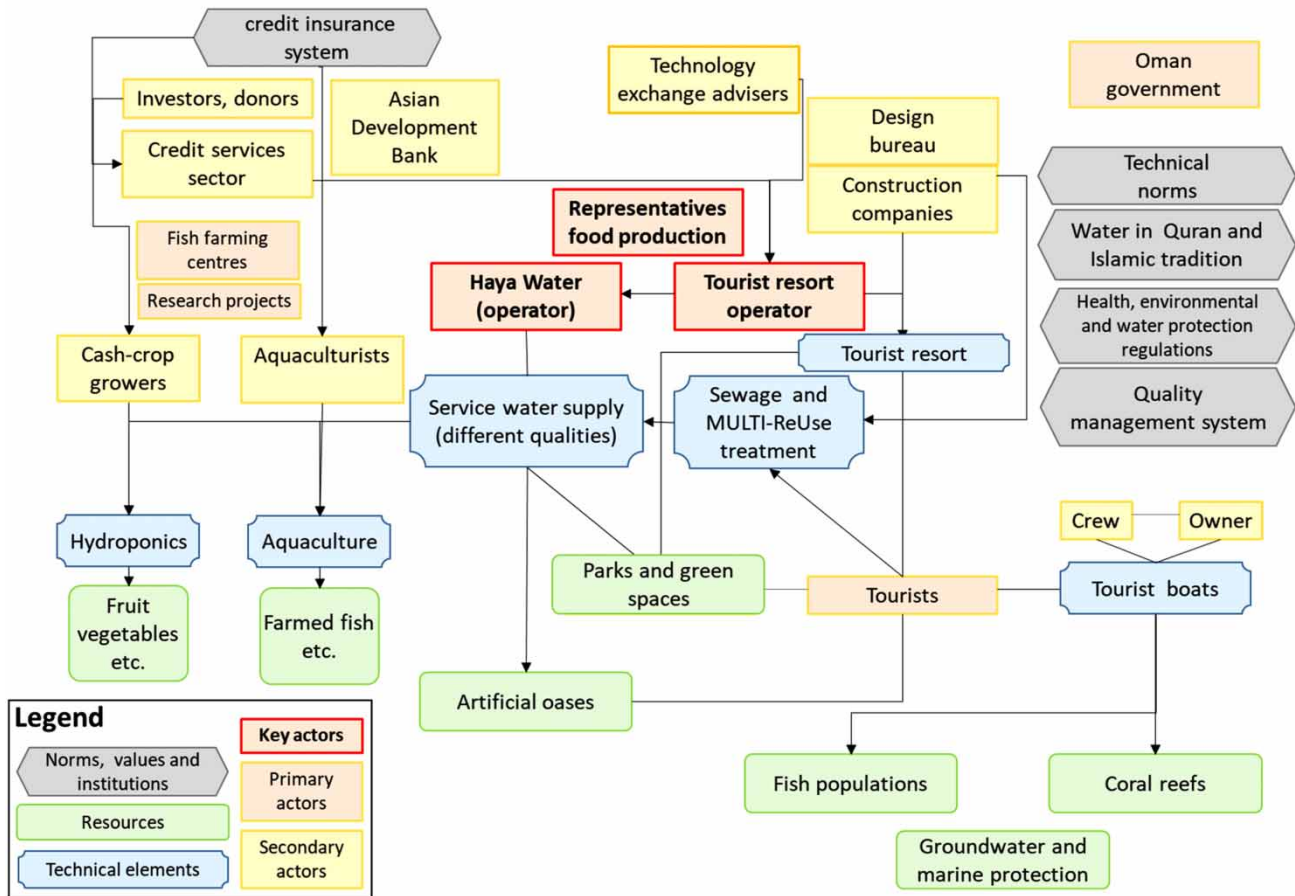 credit insurance
system
Investors, donors
Credit services
sector
Asian
Development
Bank
Technology
exchange advisers
Design
bureau
Construction
companies
Oman
government
Technical
norms
Water in Quran and
Islamic tradition
Health, environmental
and water protection
regulations
Quality
management system
Fish farming
centres
Research projects
Representatives
food production
Haya Water
(operator)
Tourist resort
operator
Cash-crop
growers
Aquaculturists
Tourist resort
Service water supply
(different qualities)
Sewage and
MULTI-ReUse
treatment
Crew
Owner
Hydroponics
Aquaculture
Parks and green
spaces
Tourists
Tourist boats
Fruit
vegetables
etc.
Farmed fish
etc.
Artificial oases
Fish populations
Coral reefs
Groundwater and
marine protection
Legend
Norms, values and
institutions
Resources
Technical elements
Key actors
Primary
actors
Secondary
actors